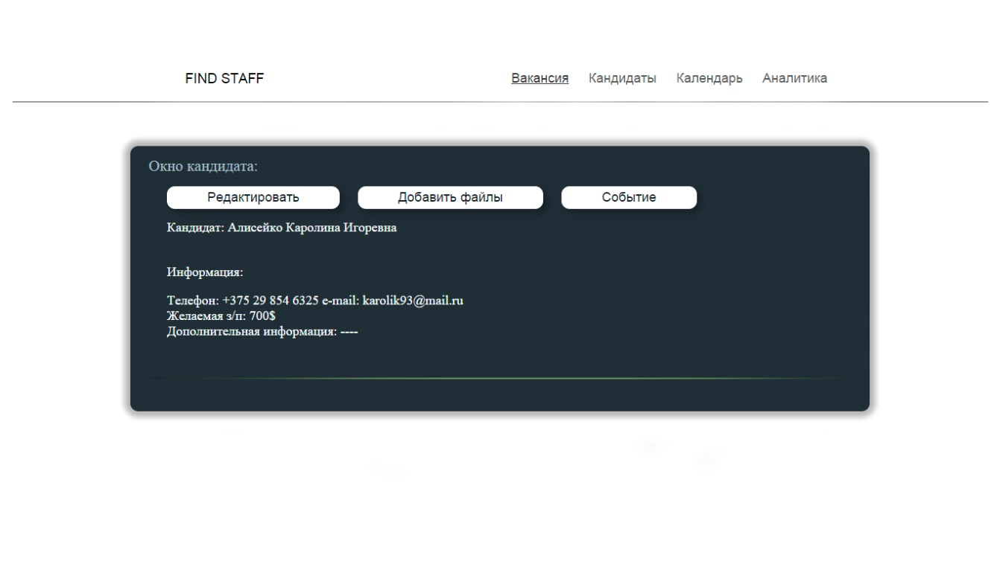 FIND STAFF
Вакансия Кандидаты Календарь Аналитика
Окно кандидата:
Редактировать Добавить файлы Событие
Кандидат: Алисейко Каролина Игоревна
Информация:
Телефон: +375 29 854 6325 e-mail: karolik93@mail.ru
Желаемая з/п: 700$
Дополнительная информация: ----